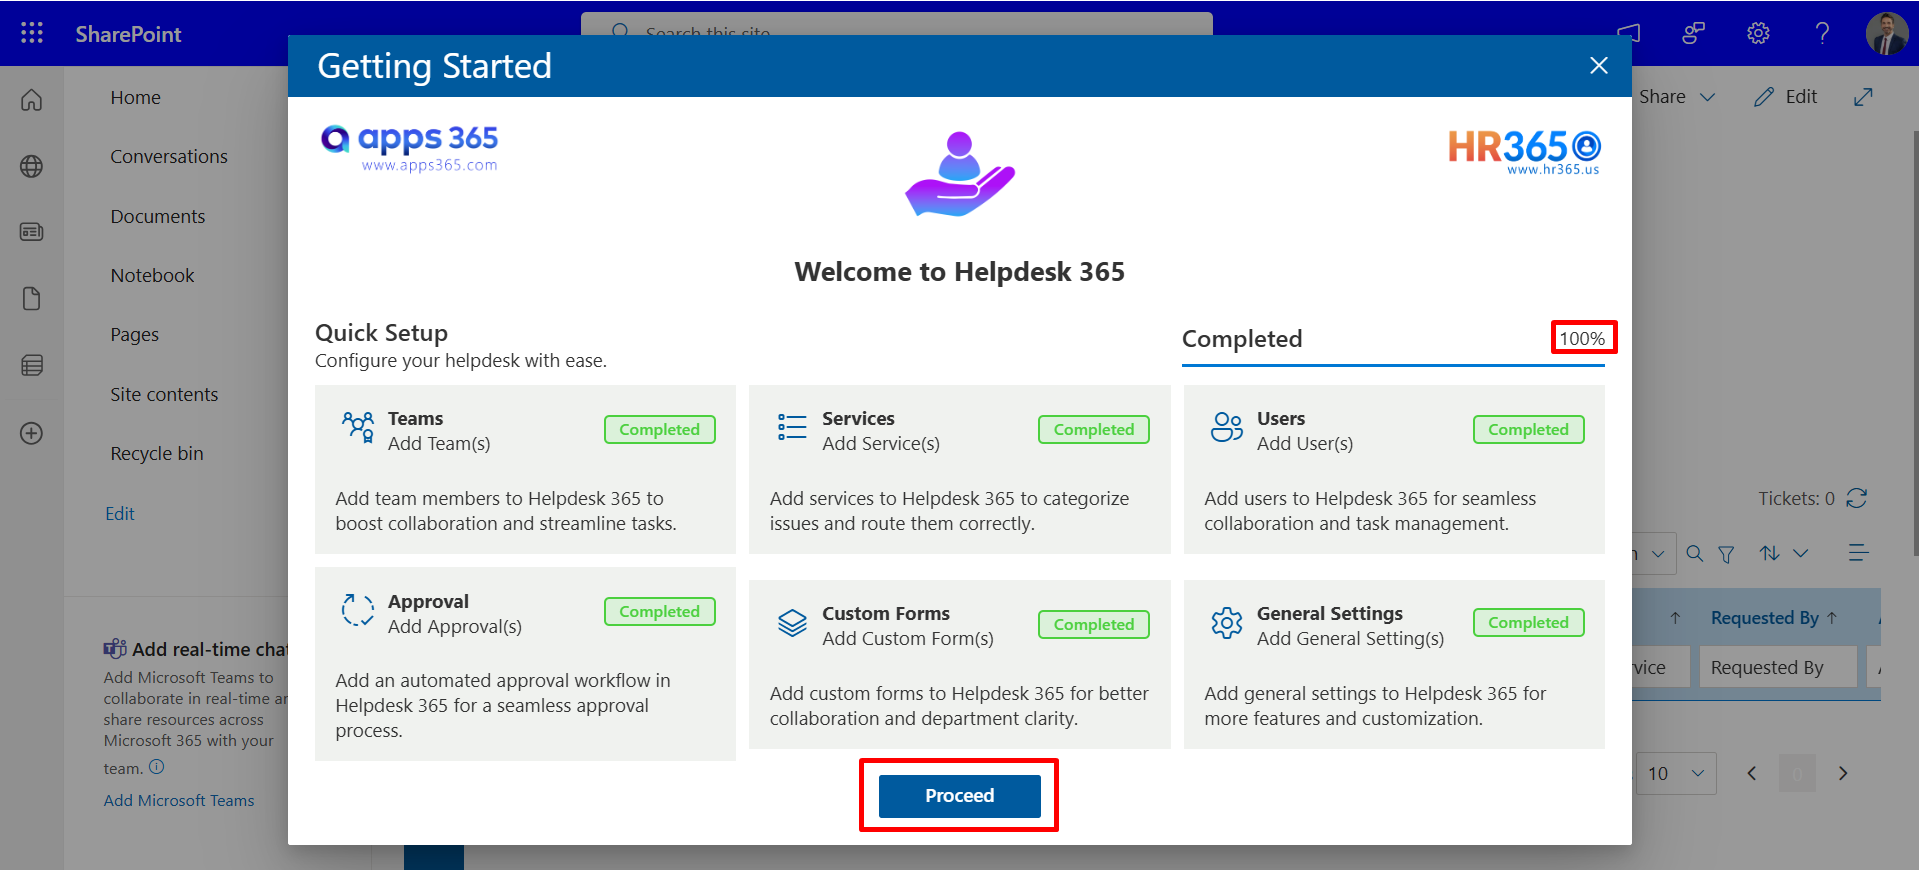 SharePoint
Search this site
Getting Started
Home
Conversations
Documents
Notebook
Pages
Site contents
Recycle bin
Edit
Add real-time chat
Add Microsoft Teams to
collaborate in real-time
share resources across
Microsoft 365 with your
team.
Add Microsoft Teams
apps 365
www.apps365.com
HR365
www.hr365.us
Welcome to Helpdesk 365
Quick Setup
Configure your helpdesk with ease.
Completed 100%
Teams
Add Team(s)
Completed
Add team members to Helpdesk 365 to
boost collaboration and streamline tasks.
Services
Add Service(s)
Completed
Add services to Helpdesk 365 to categorize
issues and route them correctly.
Users
Add User(s)
Completed
Add users to Helpdesk 365 for seamless
collaboration and task management.
Approval
Add Approval(s)
Completed
Add an automated approval workflow in
Helpdesk 365 for a seamless approval
process.
Custom Forms
Add Custom Form(s)
Completed
Add custom forms to Helpdesk 365 for better
collaboration and department clarity.
General Settings
Add General Setting(s)
Completed
Add general settings to Helpdesk 365 for
more features and customization.
Proceed
Share
Edit
Tickets: 0
Requested By
Requested By
10
0